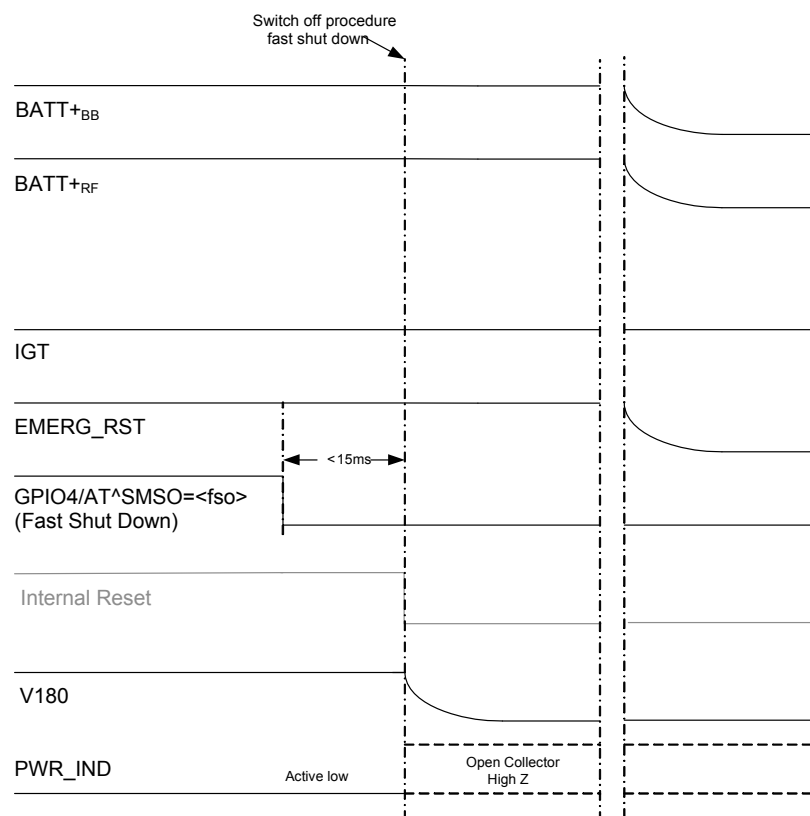 Switch off procedure
fast shut down
BATT+BB
BATT+RF
IGT
EMERG_RST
<15ms
GPIO4/AT^SMSO=<fso>
(Fast Shut Down)
Internal Reset
V180
PWR_IND
Active low
Open Collector
High Z